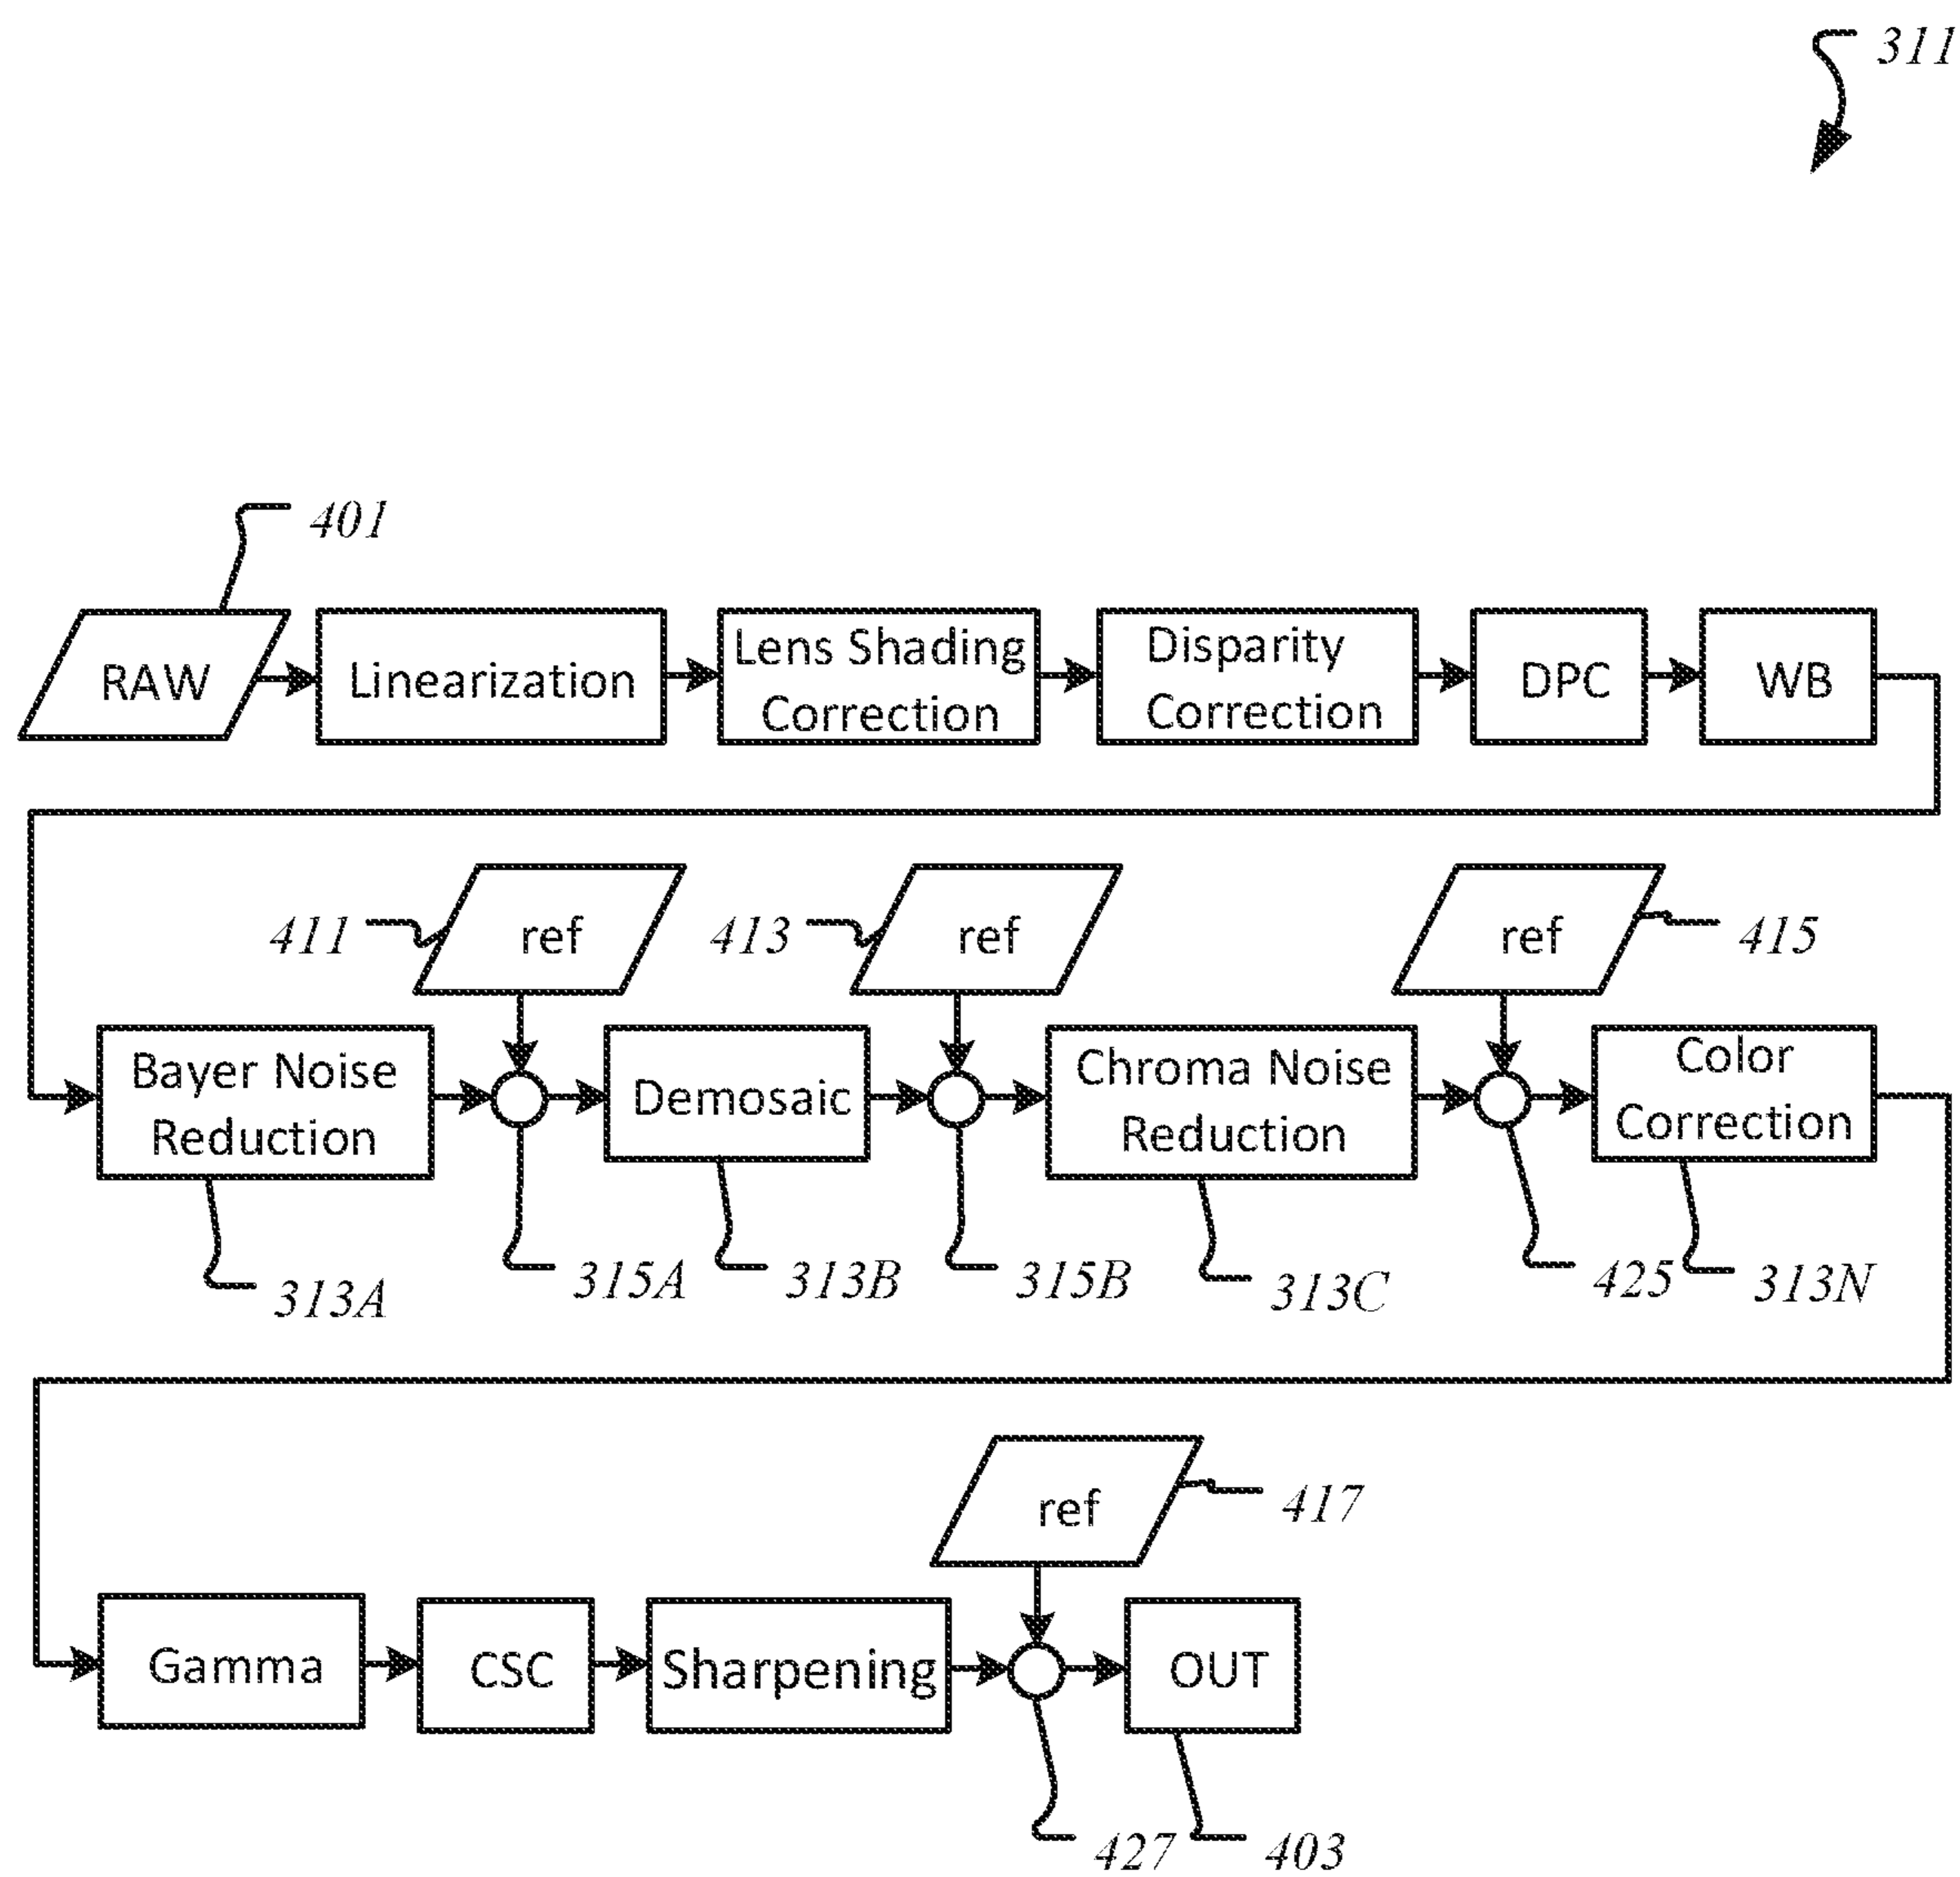 311
401
RAW
Linearization
Lens Shading
Correction
Disparity
Correction
DPC
WB
411
ref
413
ref
ref
415
Bayer Noise
Reduction
Demosaic
Chroma Noise
Reduction
Color
Correction
313A
315A
313B
315B
313C
425
313N
ref
417
Gamma
CSC
Sharpening
OUT
427
403